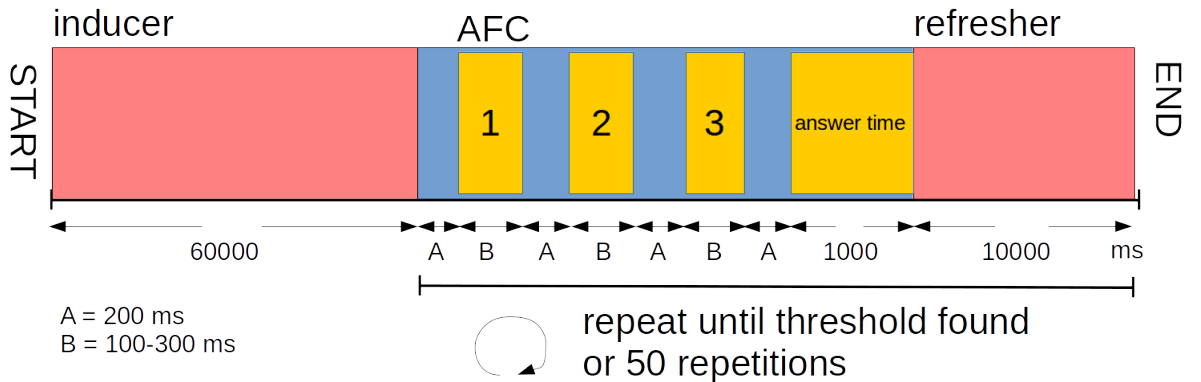 inducer
AFC
refresher
START
1
2
3
answer time
END
60000
A
B
A
B
A
B
A
1000
10000
ms
A = 200 ms
B = 100-300 ms
repeat until threshold found
or 50 repetitions